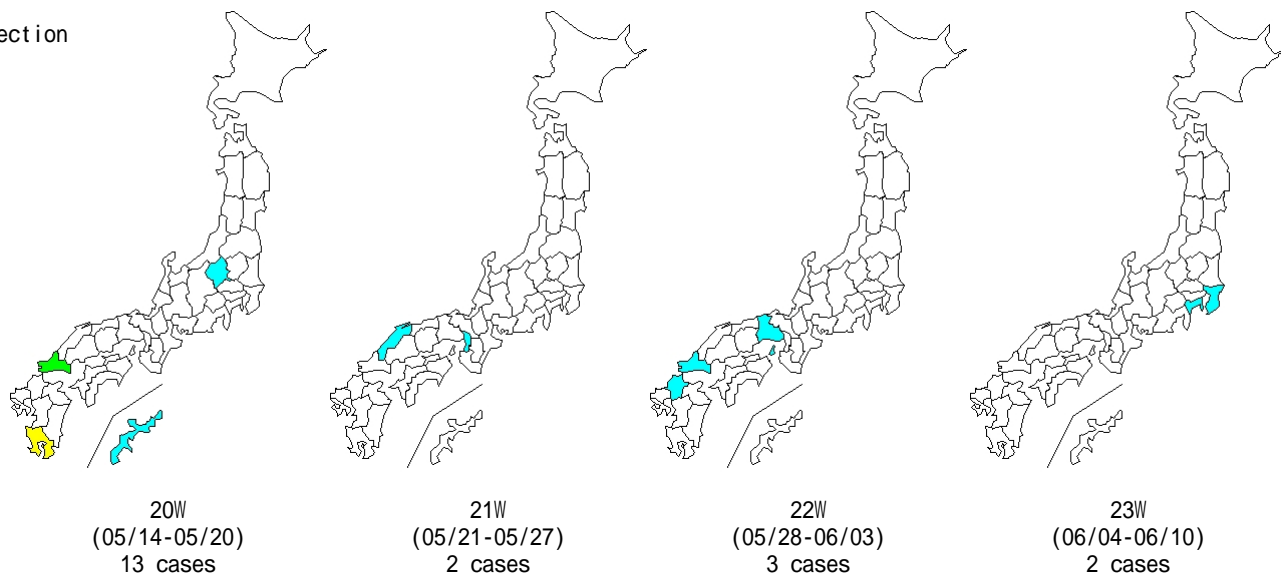 ection
20W
(05/14-05/20)
13 cases
21W
(05/21-05/27)
2 cases
22W
(05/28-06/03)
3 cases
23W
(06/04-06/10)
2 cases